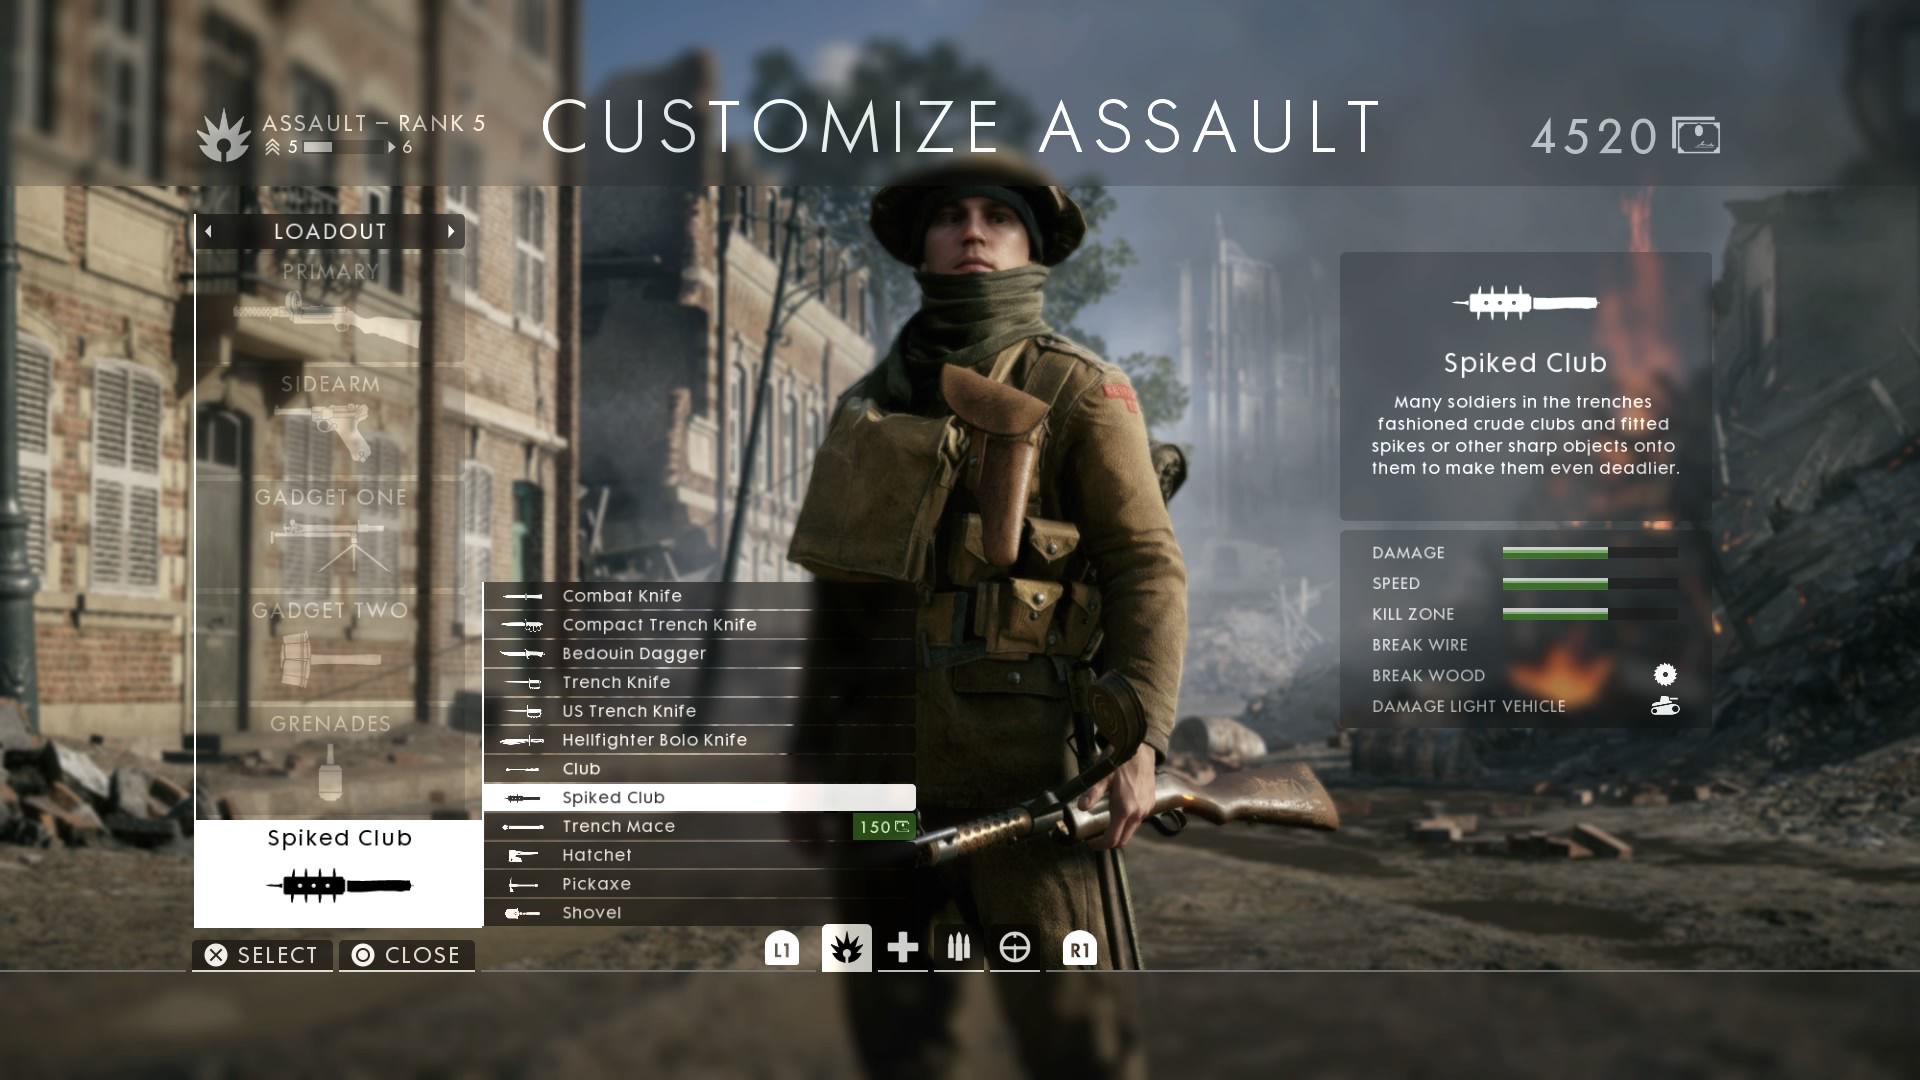 ASSAULT – RANK 5
5 6
CUSTOMIZE ASSAULT
4520
LOADOUT
PRIMARY
SIDEARM
GADGET ONE
GADGET TWO
GRENADES
Spiked Club
Combat Knife
Compact Trench Knife
Bedouin Dagger
Trench Knife
US Trench Knife
Hellfighter Bolo Knife
Club
Spiked Club
Trench Mace 150
Hatchet
Pickaxe
Shovel
Spiked Club
Many soldiers in the trenches
fashioned crude clubs and fitted
spikes or other sharp objects onto
them to make them even deadlier.
DAMAGE
SPEED
KILL ZONE
BREAK WIRE
BREAK WOOD
DAMAGE LIGHT VEHICLE
SELECT CLOSE
L1 R1